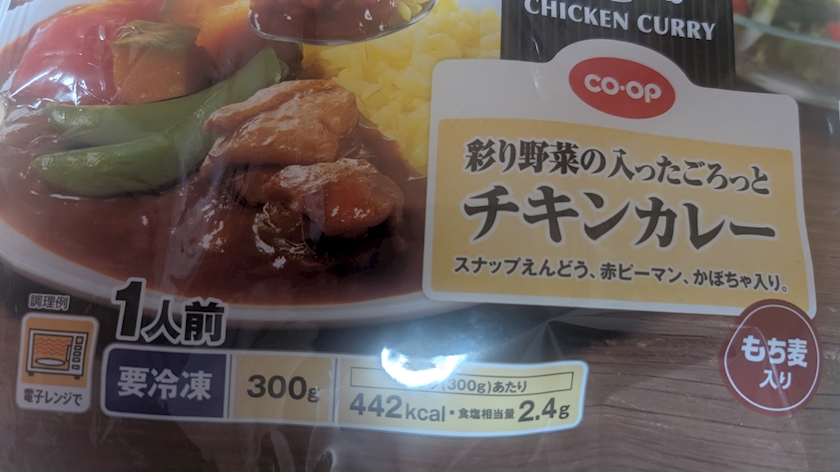 CHICKEN CURRY
CO·OP
彩り野菜の入ったごろっと
チキンカレー
スナップえんどう、赤ピーマン、かぼちゃ入り。
もち麦
入り
調理例
電子レンジで
1人前
要冷凍
300g
(300g)あたり
442kcal・食塩相当量 2.4g